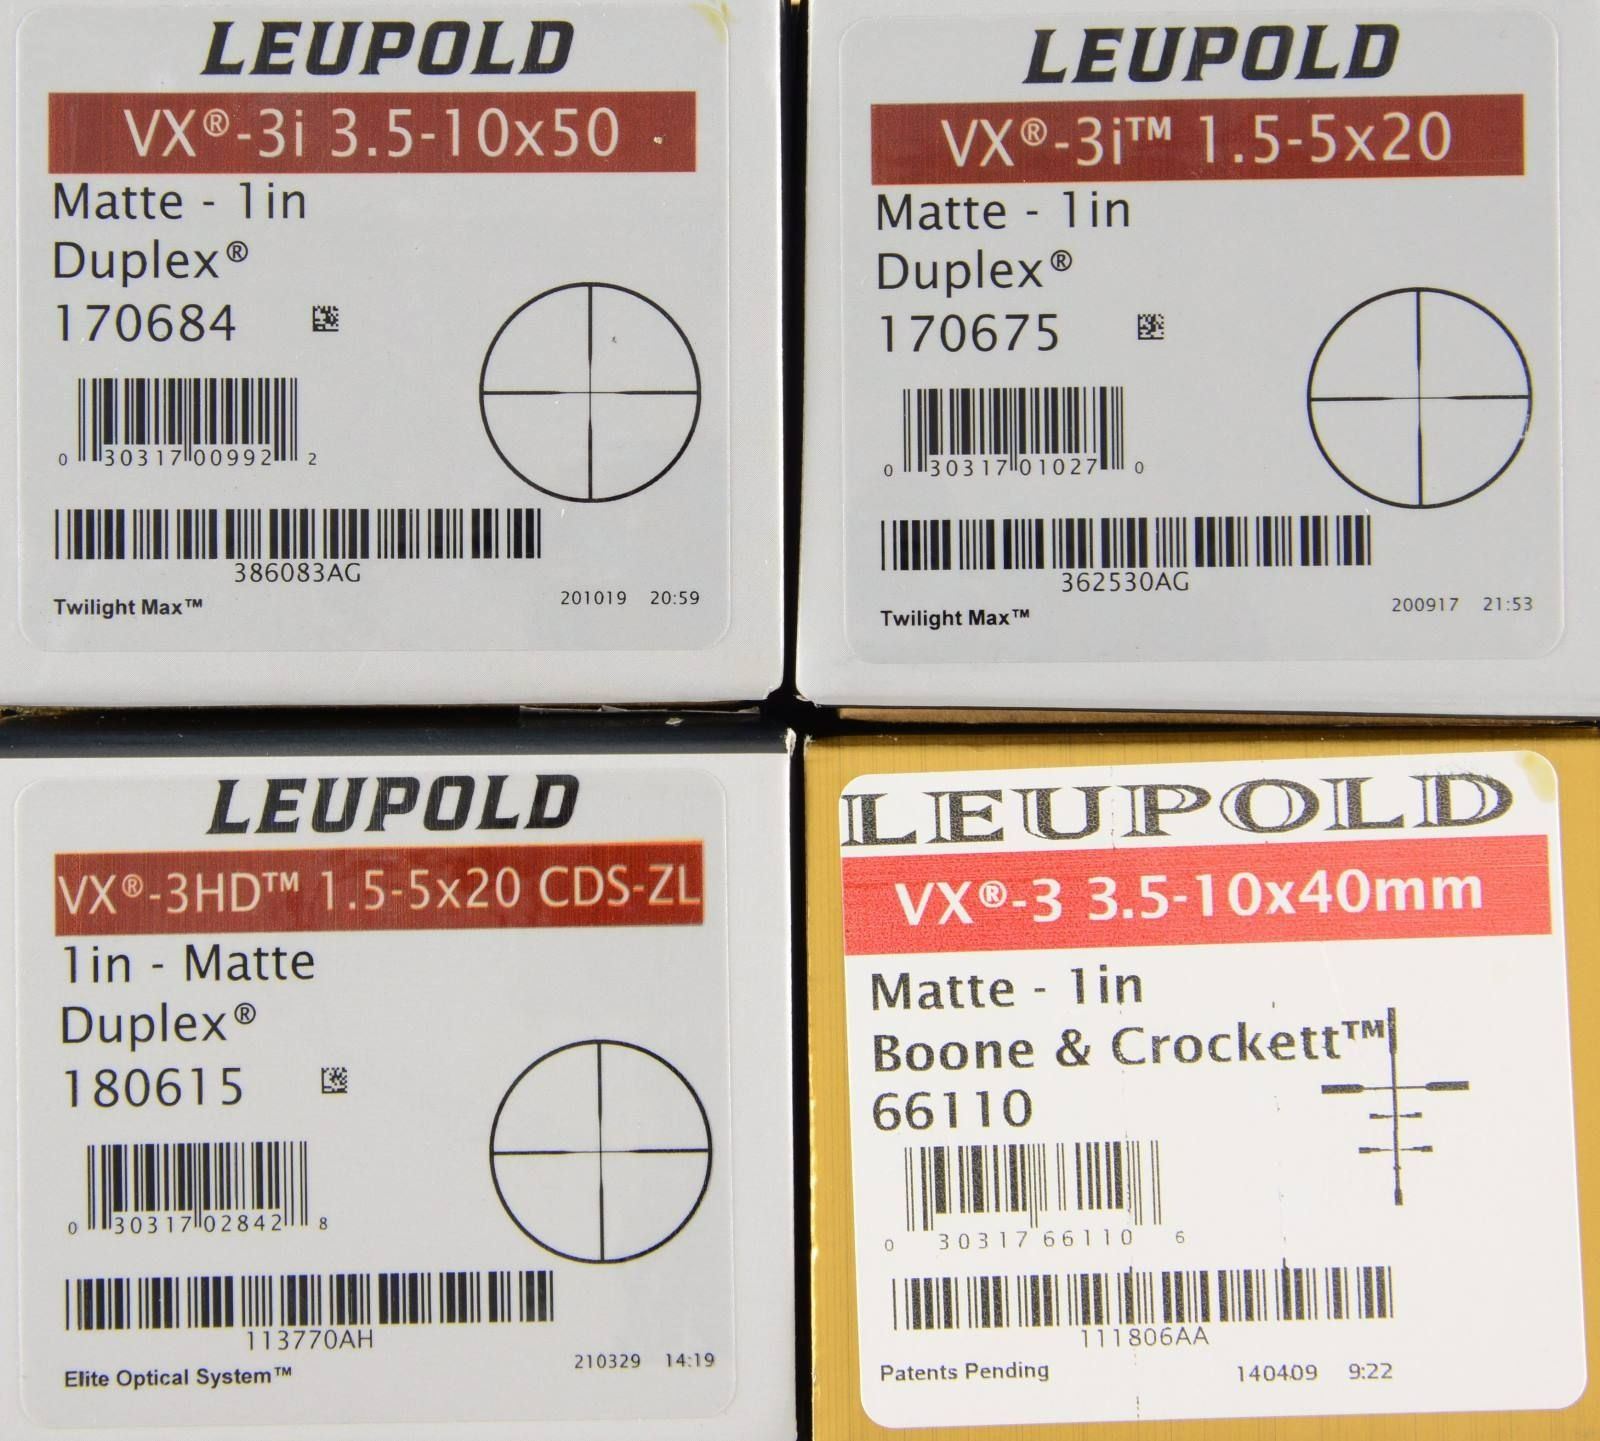 LEUPOLD
VX®-3i 3.5-10x50
Matte - 1in
Duplex®
170684
0 30317 00992 2
386083AG
Twilight Max™ 201019 20:59
LEUPOLD
VX®-3i™ 1.5-5x20
Matte - 1in
Duplex®
170675
0 30317 01027 0
362530AG
Twilight Max™ 200917 21:53
LEUPOLD
VX®-3HD™ 1.5-5x20 CDS-ZL
1in - Matte
Duplex®
180615
0 30317 02842 8
113770AH
Elite Optical System™ 210329 14:19
LEUPOLD
VX®-3 3.5-10x40mm
Matte - 1in
Boone & Crockett™
66110
0 30317 66110 6
111806AA
Patents Pending 140409 9:22